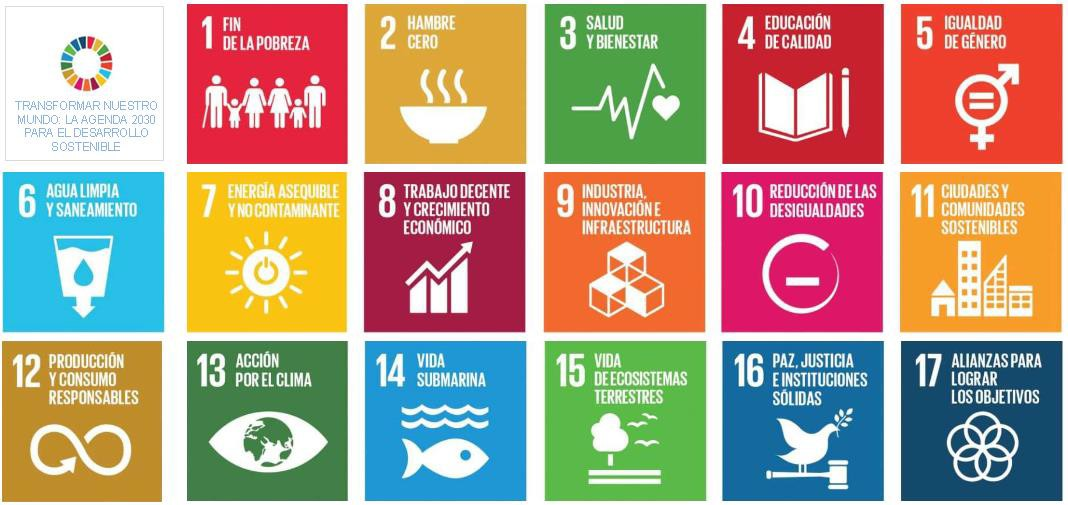 TRANSFORMAR NUESTRO
MUNDO: LA AGENDA 2030
PARA EL DESARROLLO
SOSTENIBLE
1 FIN
DE LA POBREZA
2 HAMBRE
CERO
3 SALUD
Y BIENESTAR
4 EDUCACIÓN
DE CALIDAD
5 IGUALDAD
DE GÉNERO
6 AGUA LIMPIA
Y SANEAMIENTO
7 ENERGÍA ASEQUIBLE
Y NO CONTAMINANTE
8 TRABAJO DECENTE
Y CRECIMIENTO
ECONÓMICO
9 INDUSTRIA,
INNOVACIÓN E
INFRAESTRUCTURA
10 REDUCCIÓN DE LAS
DESIGUALDADES
11 CIUDADES Y
COMUNIDADES
SOSTENIBLES
12 PRODUCCIÓN
Y CONSUMO
RESPONSABLES
13 ACCIÓN
POR EL CLIMA
14 VIDA
SUBMARINA
15 VIDA
DE ECOSISTEMAS
TERRESTRES
16 PAZ, JUSTICIA
E INSTITUCIONES
SÓLIDAS
17 ALIANZAS PARA
LOGRAR
LOS OBJETIVOS